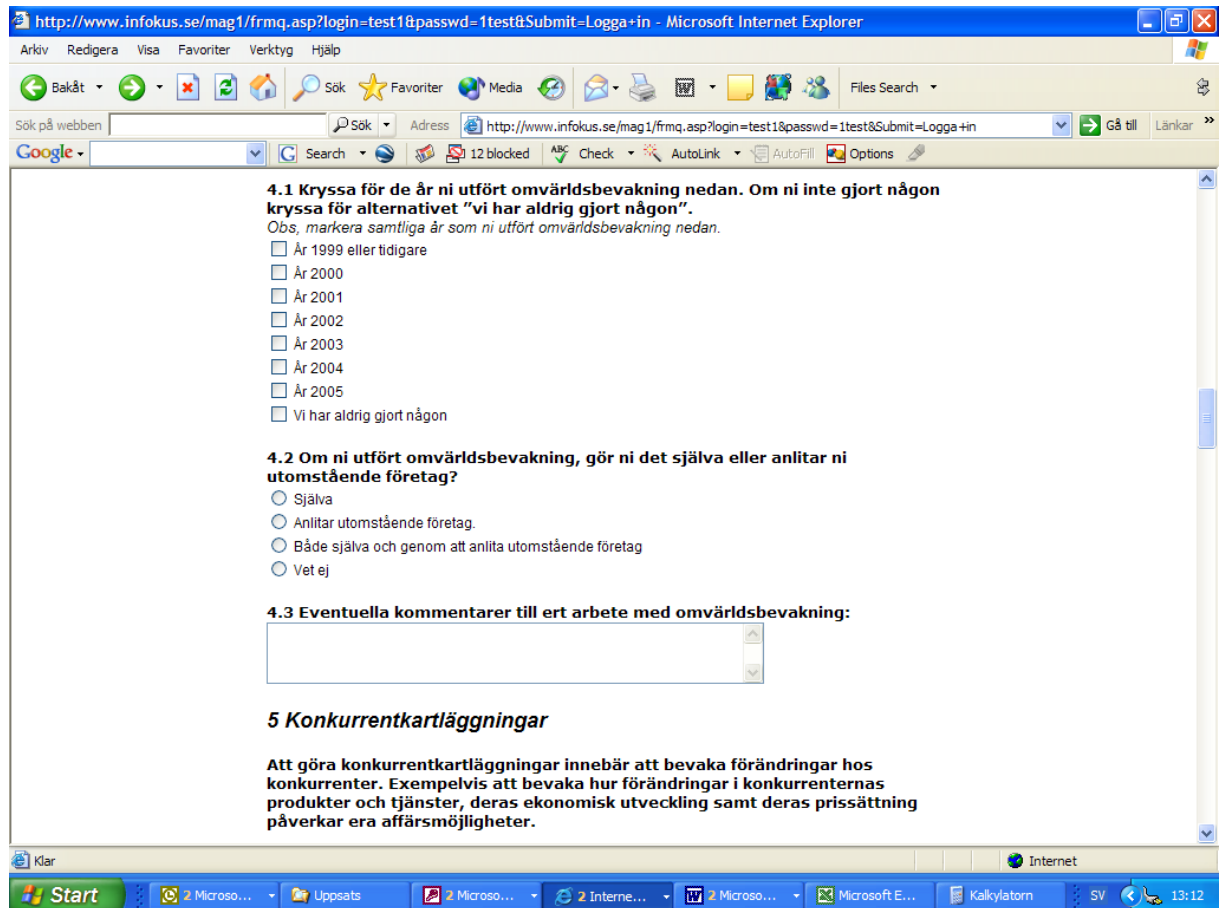 http://www.infokus.se/mag1/frmq.asp?login=test1&passwd=1test&Submit=Logga+in - Microsoft Internet Explorer
Arkiv Redigera Visa Favoriter Verktyg Hjälp
Bakåt Sök Favoriter Media Files Search
Sök på webben Sök Adress http://www.infokus.se/mag1/frmq.asp?login=test1&passwd=1test&Submit=Logga+in Gå till Länkar »
Google G Search 12 blocked ABC Check AutoLink AutoFill Options
4.1 Kryssa för de år ni utfört omvärldsbevakning nedan. Om ni inte gjort någon
kryssa för alternativet ”vi har aldrig gjort någon”.
Obs, markera samtliga år som ni utfört omvärldsbevakning nedan.
År 1999 eller tidigare
År 2000
År 2001
År 2002
År 2003
År 2004
År 2005
Vi har aldrig gjort någon
4.2 Om ni utfört omvärldsbevakning, gör ni det själva eller anlitar ni
utomstående företag?
Själva
Anlitar utomstående företag.
Både själva och genom att anlita utomstående företag
Vet ej
4.3 Eventuella kommentarer till ert arbete med omvärldsbevakning:
5 Konkurrentkartläggningar
Att göra konkurrentkartläggningar innebär att bevaka förändringar hos
konkurrenter. Exempelvis att bevaka hur förändringar i konkurrenternas
produkter och tjänster, deras ekonomisk utveckling samt deras prissättning
påverkar era affärsmöjligheter.
Klar Internet
Start 2 Microso... Uppsats 2 Microso... 2 Interne... 2 Microso... Microsoft E... Kalkylatorn SV 13:12